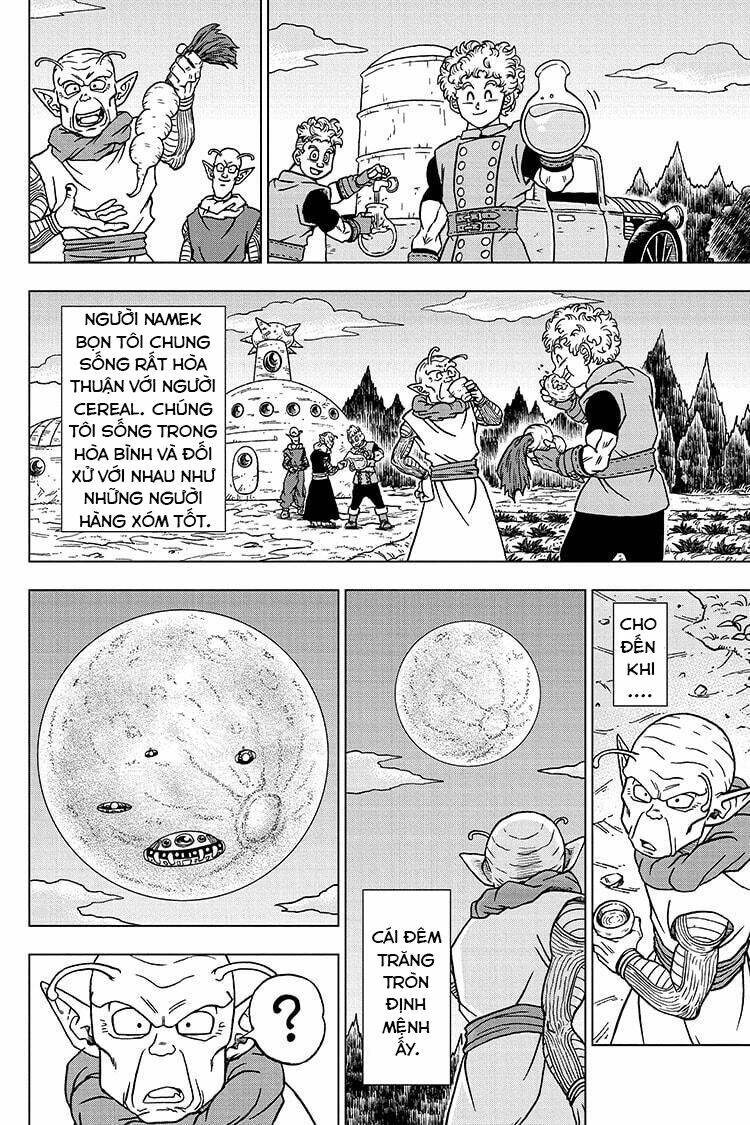 NGƯỜI NAMEK
BỌN TÔI CHUNG
SỐNG RẤT HÒA
THUẬN VỚI NGƯỜI
CEREAL. CHÚNG
TÔI SỐNG TRONG
HÒA BÌNH VÀ ĐỐI
XỬ VỚI NHAU NHƯ
NHỮNG NGƯỜI
HÀNG XÓM TỐT.
CHO
ĐẾN KHI
....
CÁI ĐÊM
TRĂNG
TRÒN
ĐỊNH
MỆNH
ẤY.
?